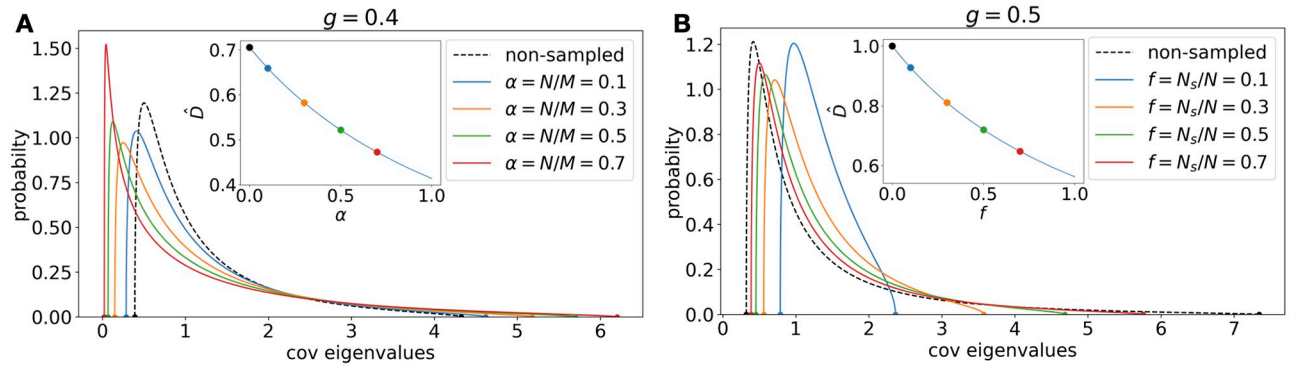 A
g = 0.4
probabilty
1.50
1.25
1.00
0.75
0.50
0.25
0.00
0 1 2 3 4 5 6
cov eigenvalues
D̂
0.7
0.6
0.5
0.4
0.0 0.5 1.0
α
non-sampled
α = N/M = 0.1
α = N/M = 0.3
α = N/M = 0.5
α = N/M = 0.7
B
g = 0.5
probabilty
1.2
1.0
0.8
0.6
0.4
0.2
0.0
0 1 2 3 4 5 6 7
cov eigenvalues
D̂
1.0
0.8
0.6
0.0 0.5 1.0
f
non-sampled
f = Nₛ/N = 0.1
f = Nₛ/N = 0.3
f = Nₛ/N = 0.5
f = Nₛ/N = 0.7